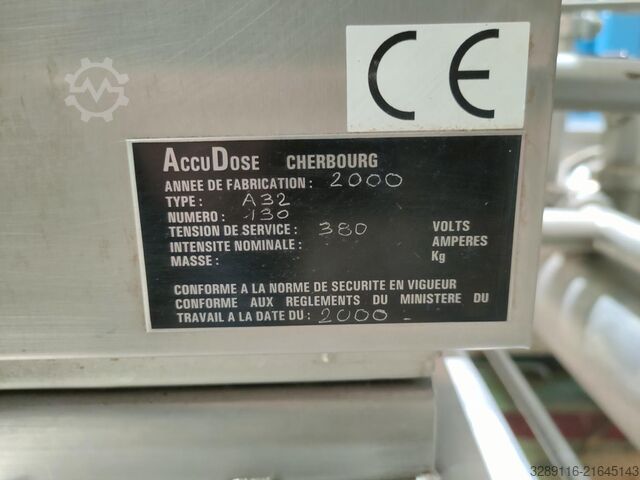 CE
ACCUDOSE CHERBOURG
ANNEE DE FABRICATION : 2000
TYPE : A32
NUMERO : 130
TENSION DE SERVICE : 380 VOLTS
INTENSITE NOMINALE : AMPERES
MASSE : Kg
CONFORME A LA NORME DE SECURITE EN VIGUEUR
CONFORME AUX REGLEMENTS DU MINISTERE DU
TRAVAIL A LA DATE DU : 2000 -
3289116-21645143